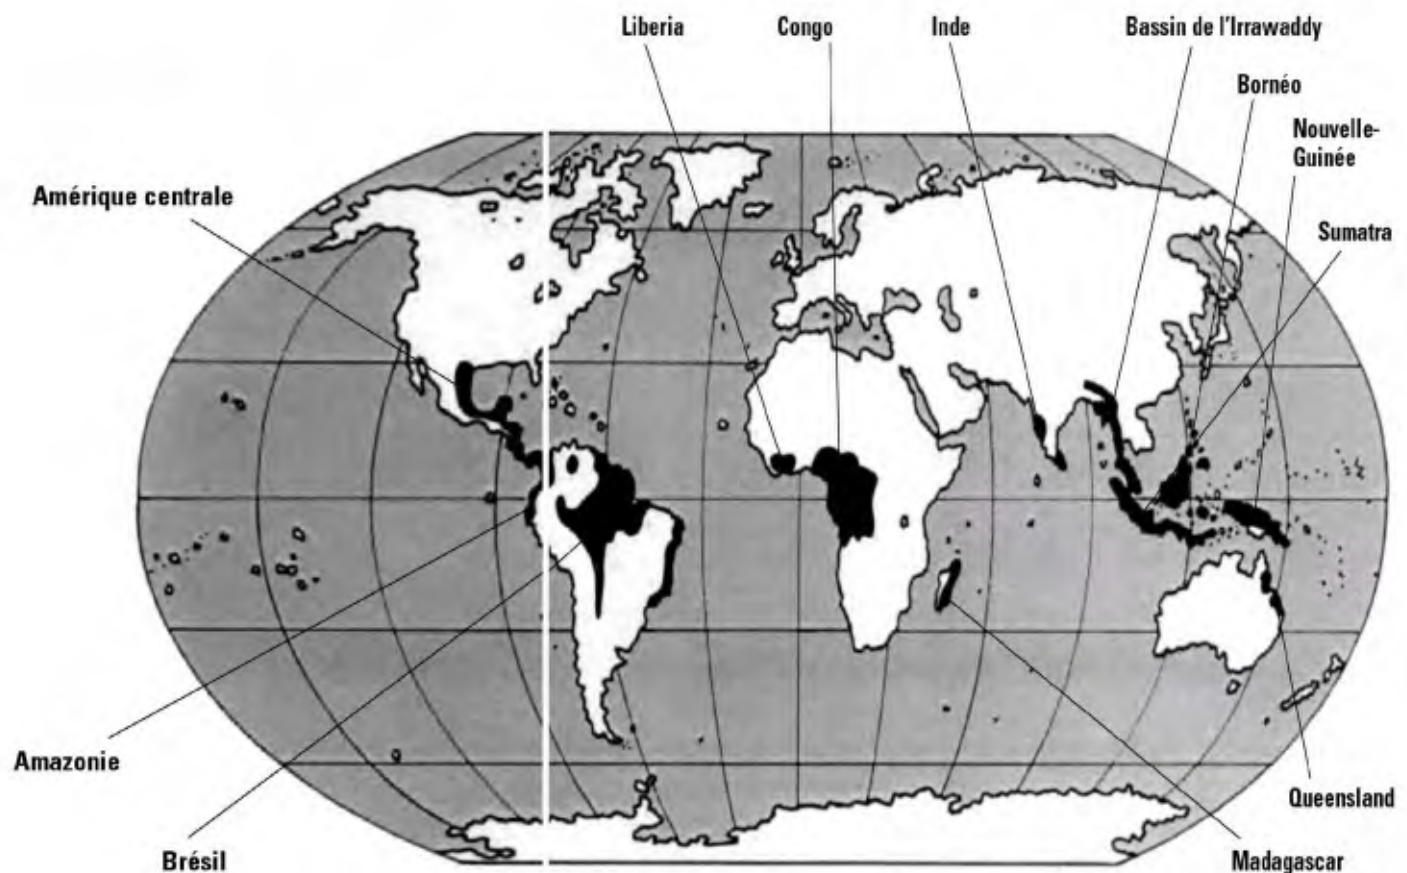 Liberia
Congo
Inde
Bassin de l'Irrawaddy
Bornéo
Nouvelle-
Guinée
Amérique centrale
Sumatra
Amazonie
Queensland
Brésil
Madagascar